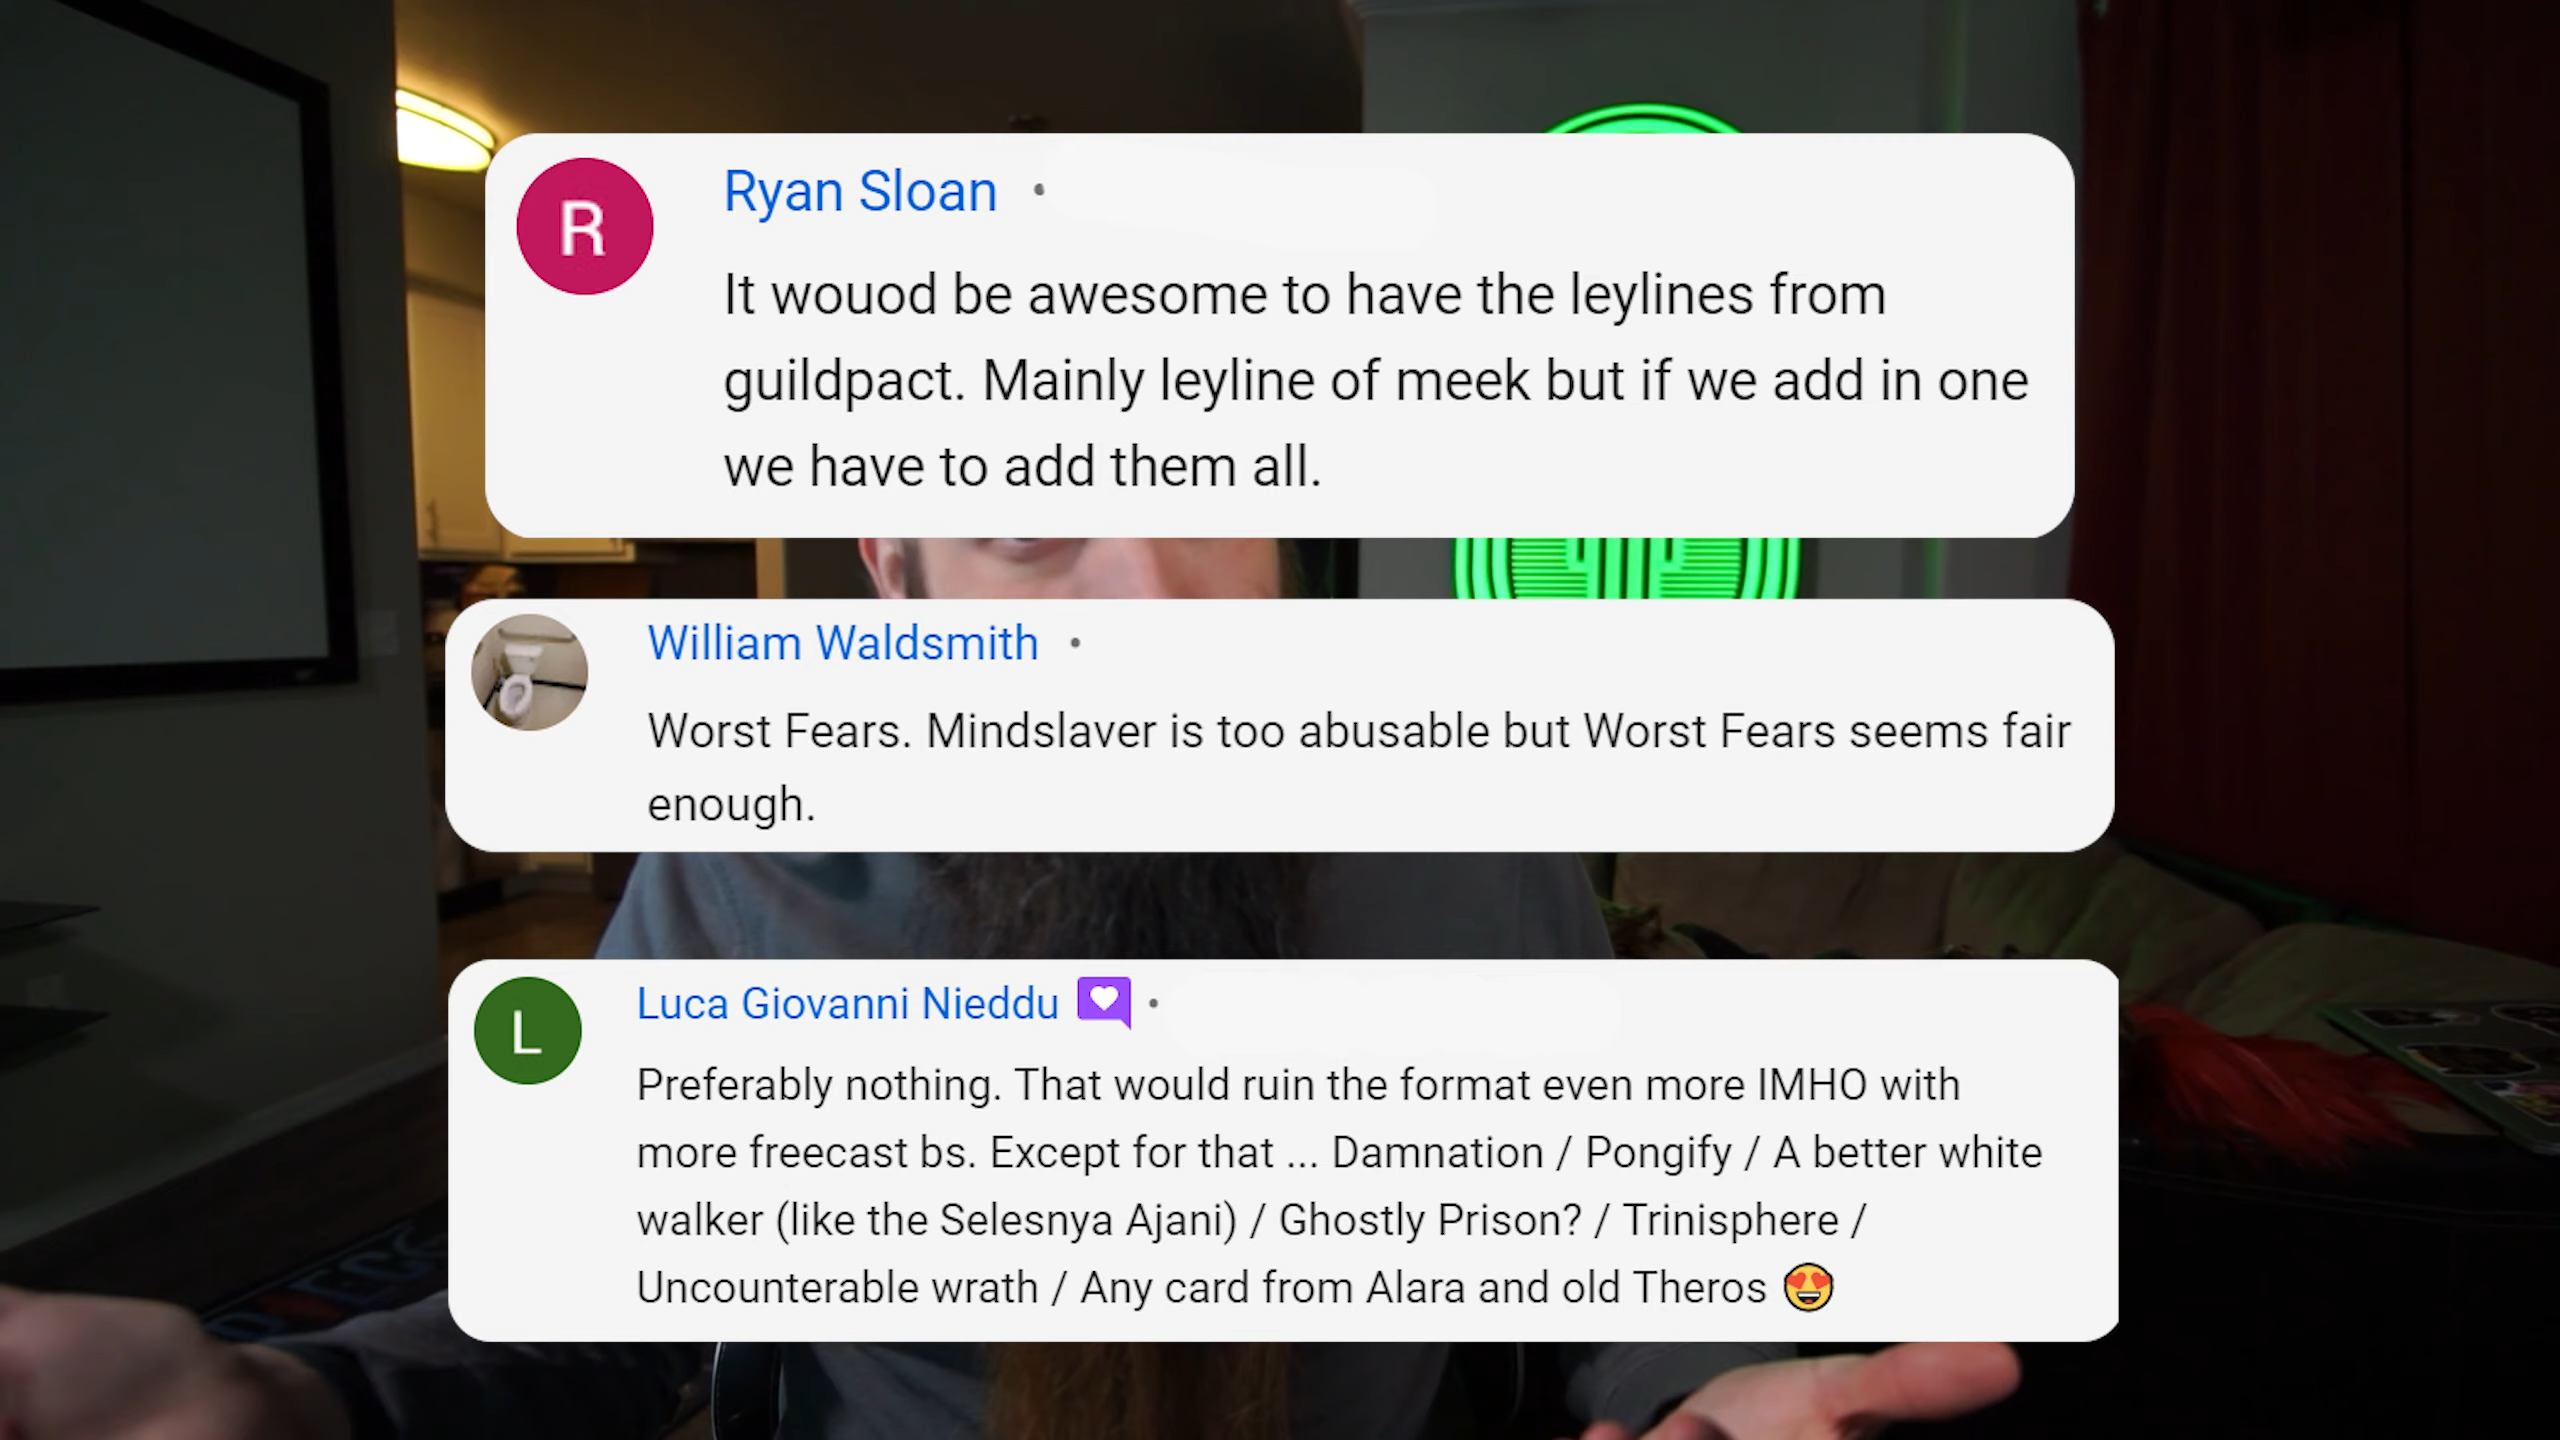 R
Ryan Sloan •
It wouod be awesome to have the leylines from
guildpact. Mainly leyline of meek but if we add in one
we have to add them all.
William Waldsmith •
Worst Fears. Mindslaver is too abusable but Worst Fears seems fair
enough.
L
Luca Giovanni Nieddu •
Preferably nothing. That would ruin the format even more IMHO with
more freecast bs. Except for that ... Damnation / Pongify / A better white
walker (like the Selesnya Ajani) / Ghostly Prison? / Trinisphere /
Uncounterable wrath / Any card from Alara and old Theros 😍